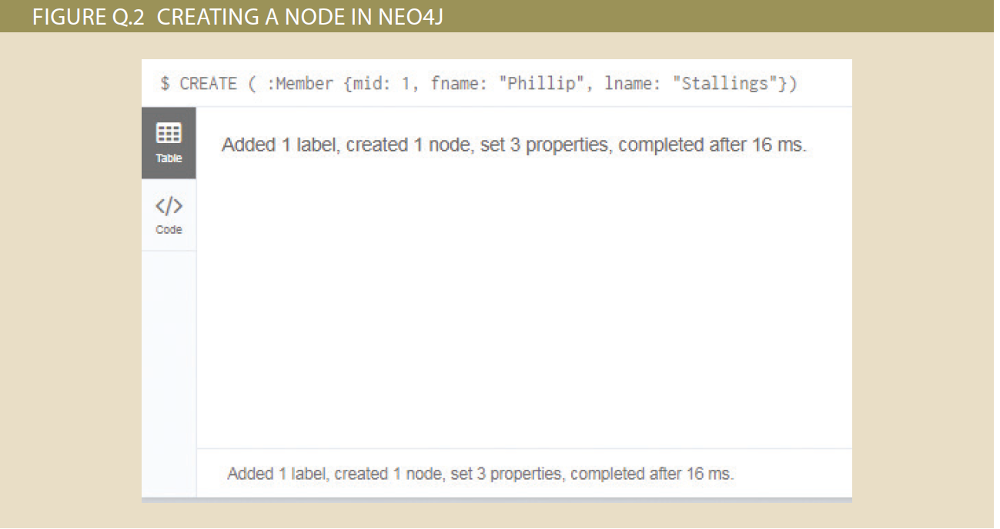 FIGURE Q.2 CREATING A NODE IN NEO4J
$ CREATE ( :Member {mid: 1, fname: "Phillip", lname: "Stallings"})
Table
Added 1 label, created 1 node, set 3 properties, completed after 16 ms.
</>
Code
Added 1 label, created 1 node, set 3 properties, completed after 16 ms.